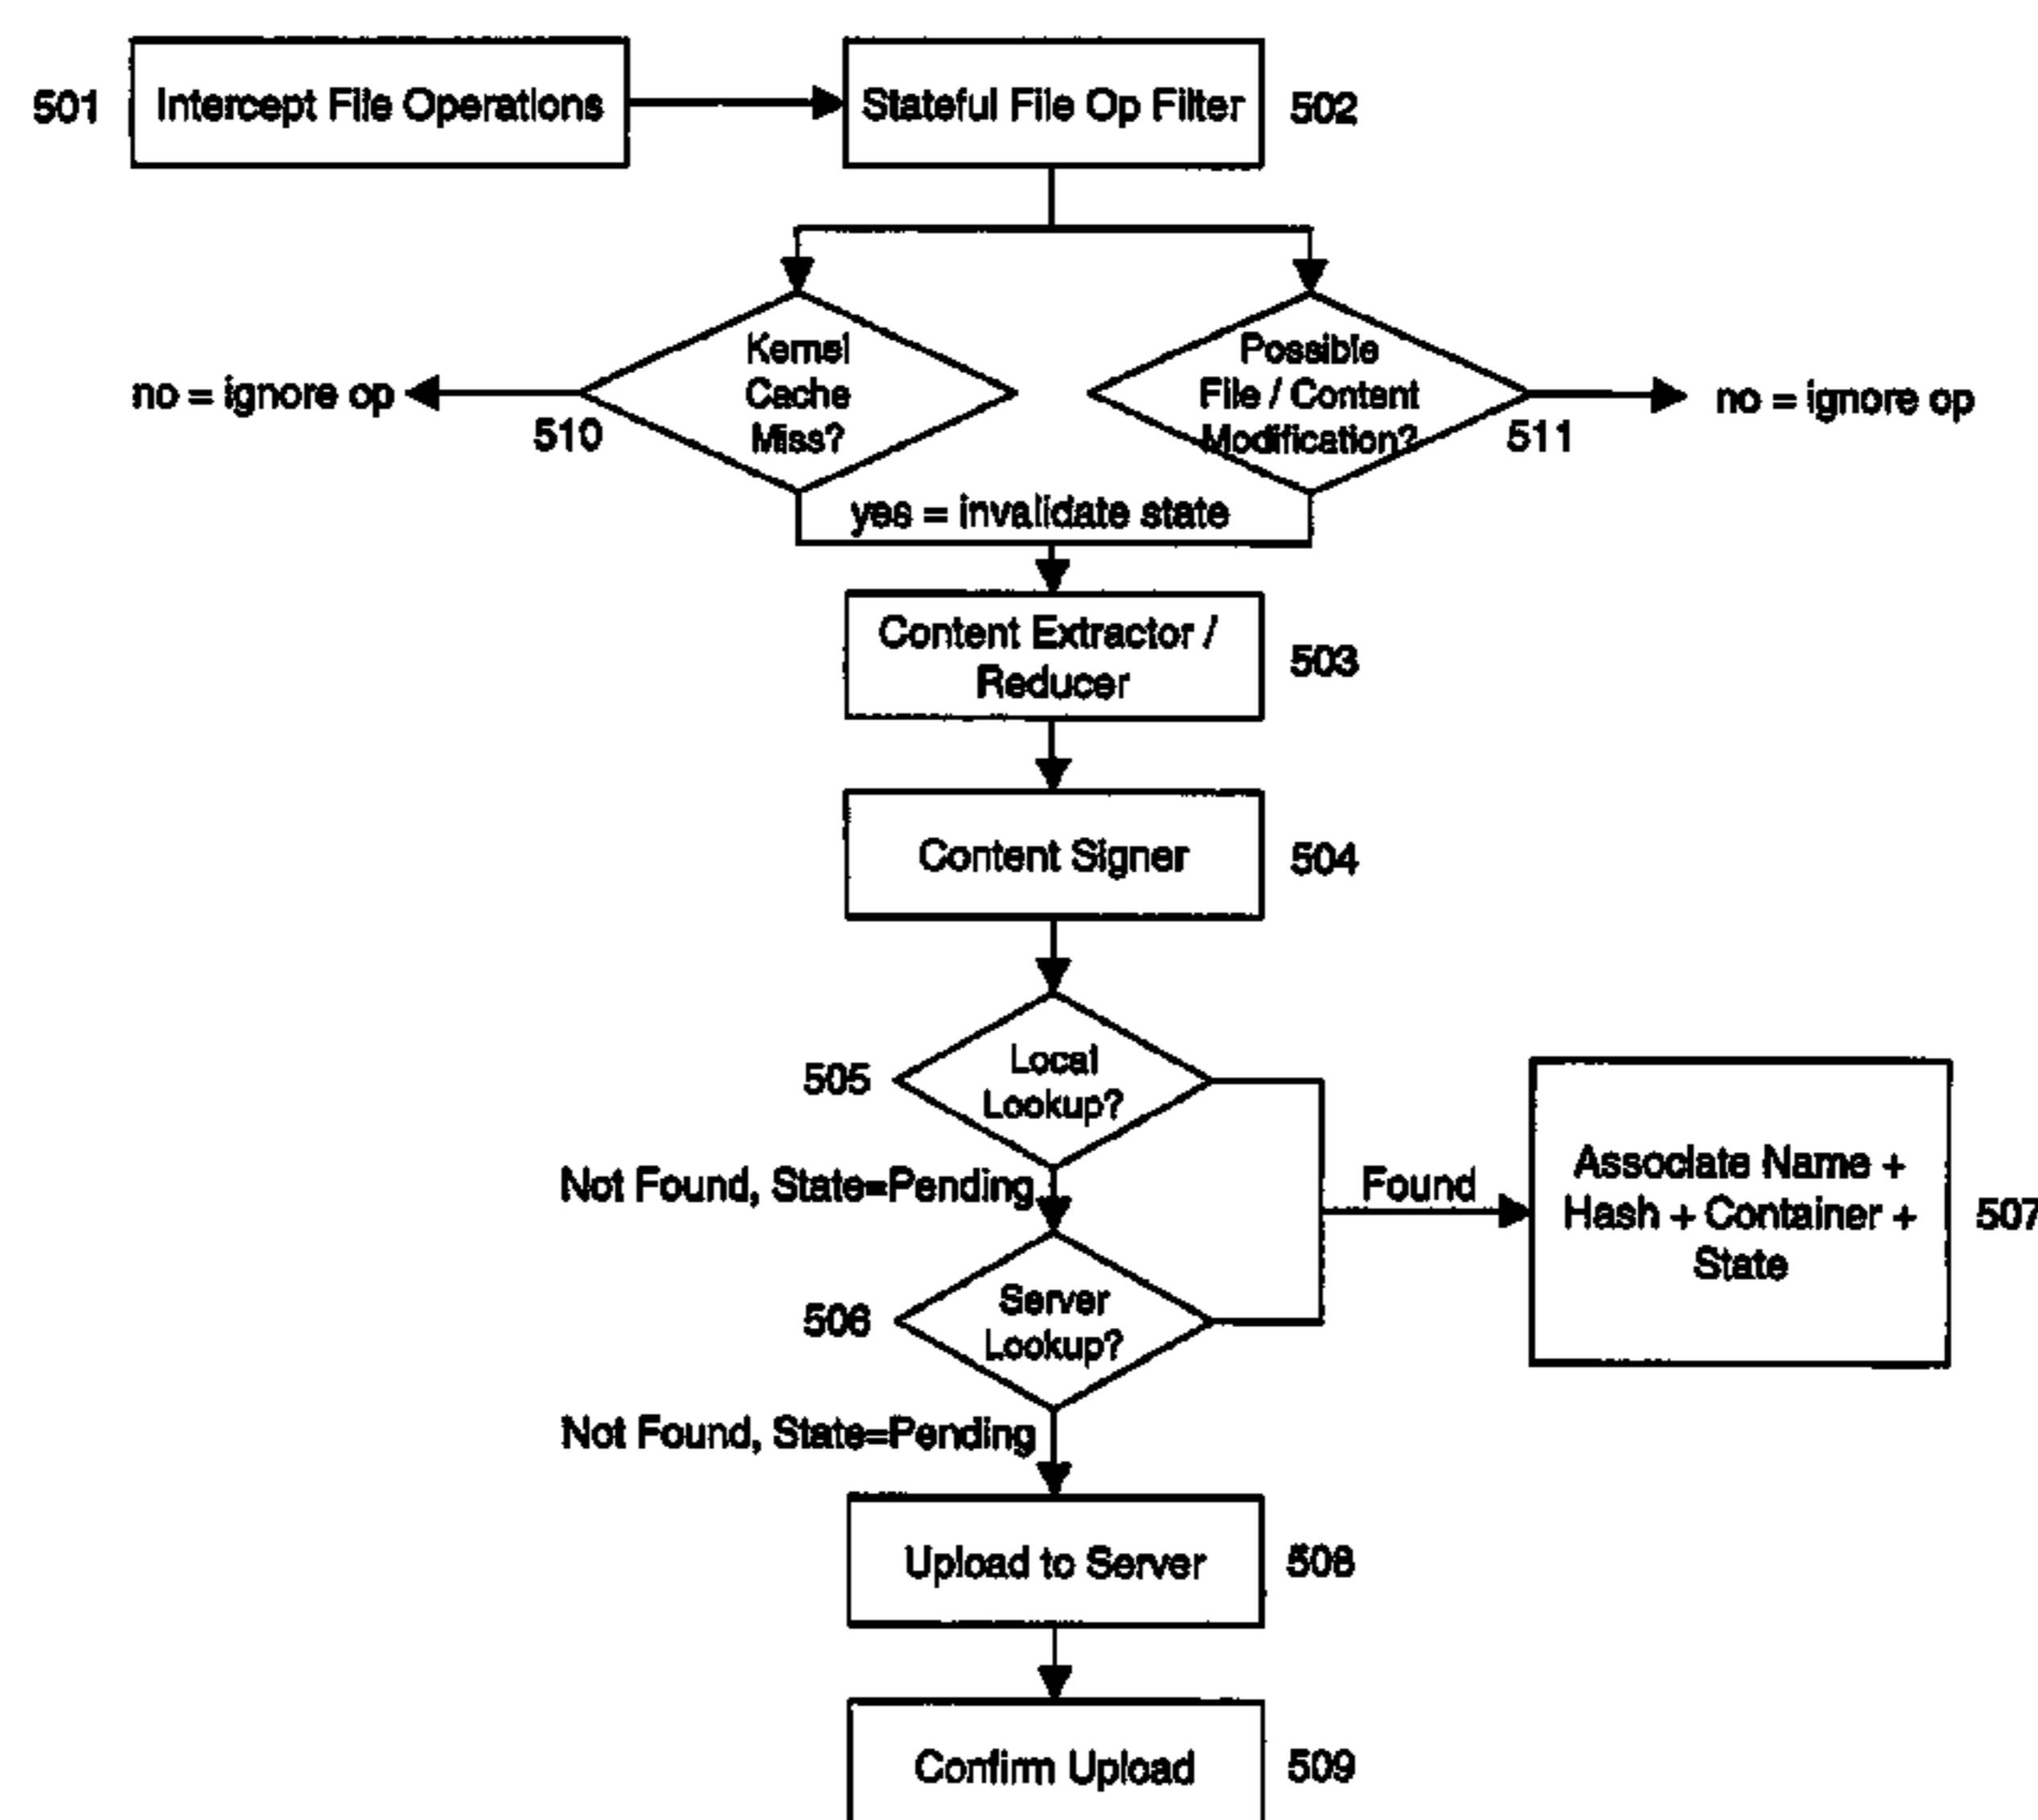 501 Intercept File Operations
Stateful File Op Filter 502
Kernel
Cache
Miss?
510
no = ignore op
Possible
File / Content
Modification?
511
no = ignore op
yes = invalidate state
Content Extractor /
Reducer
503
Content Signer 504
505
Local
Lookup?
Not Found, State=Pending
Found
Associate Name +
Hash + Container +
State
507
506
Server
Lookup?
Not Found, State=Pending
Upload to Server 508
Confirm Upload 509